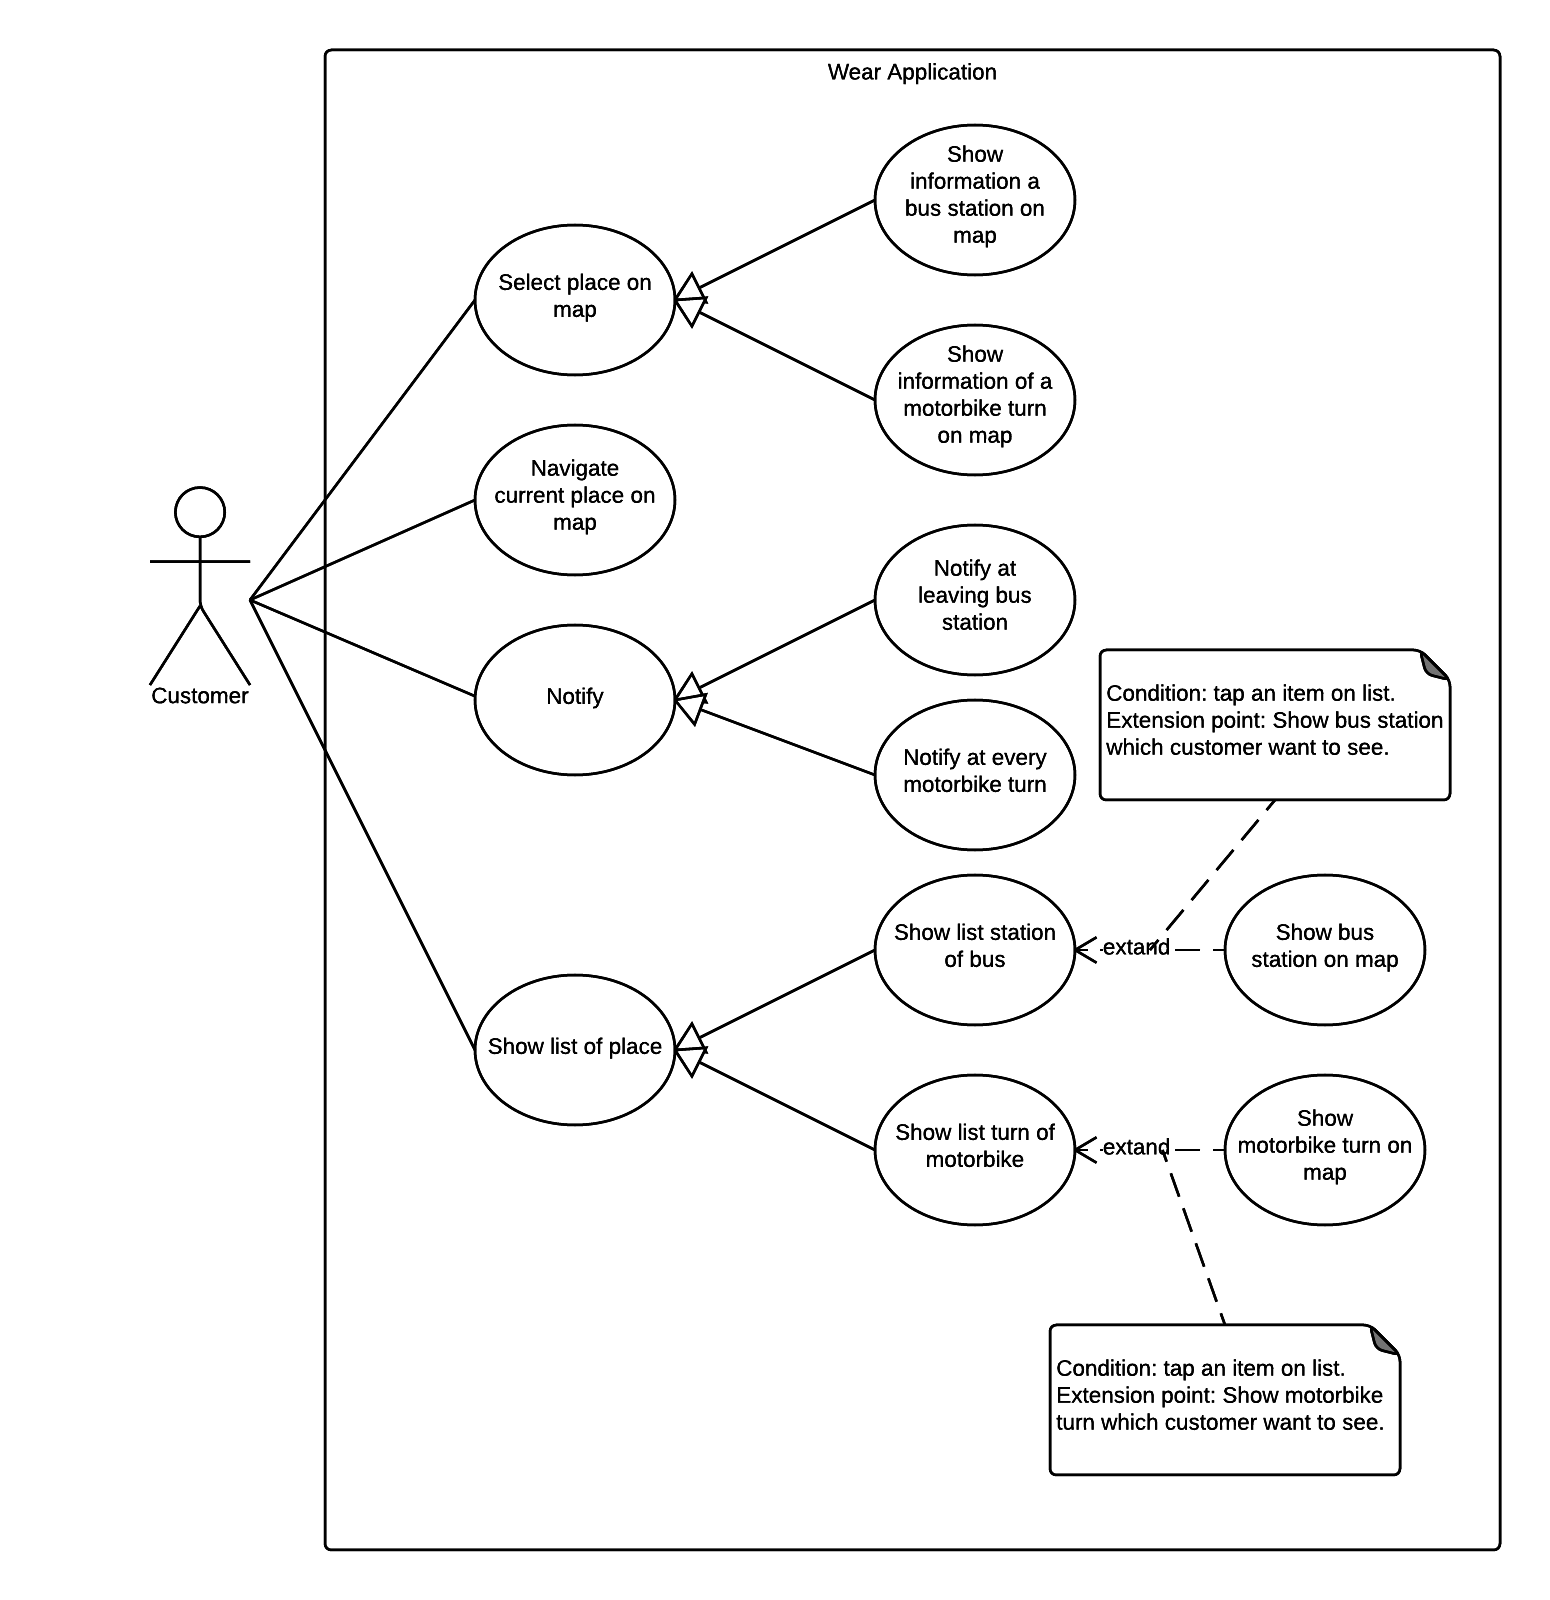 Wear Application
Show
information a
bus station on
map
Select place on
map
Show
information of a
motorbike turn
on map
Navigate
current place on
map
Notify at
leaving bus
station
Customer
Notify
Condition: tap an item on list.
Extension point: Show bus station
which customer want to see.
Notify at every
motorbike turn
Show list station
of bus
extand
Show bus
station on map
Show list of place
Show list turn of
motorbike
extand
Show
motorbike turn on
map
Condition: tap an item on list.
Extension point: Show motorbike
turn which customer want to see.